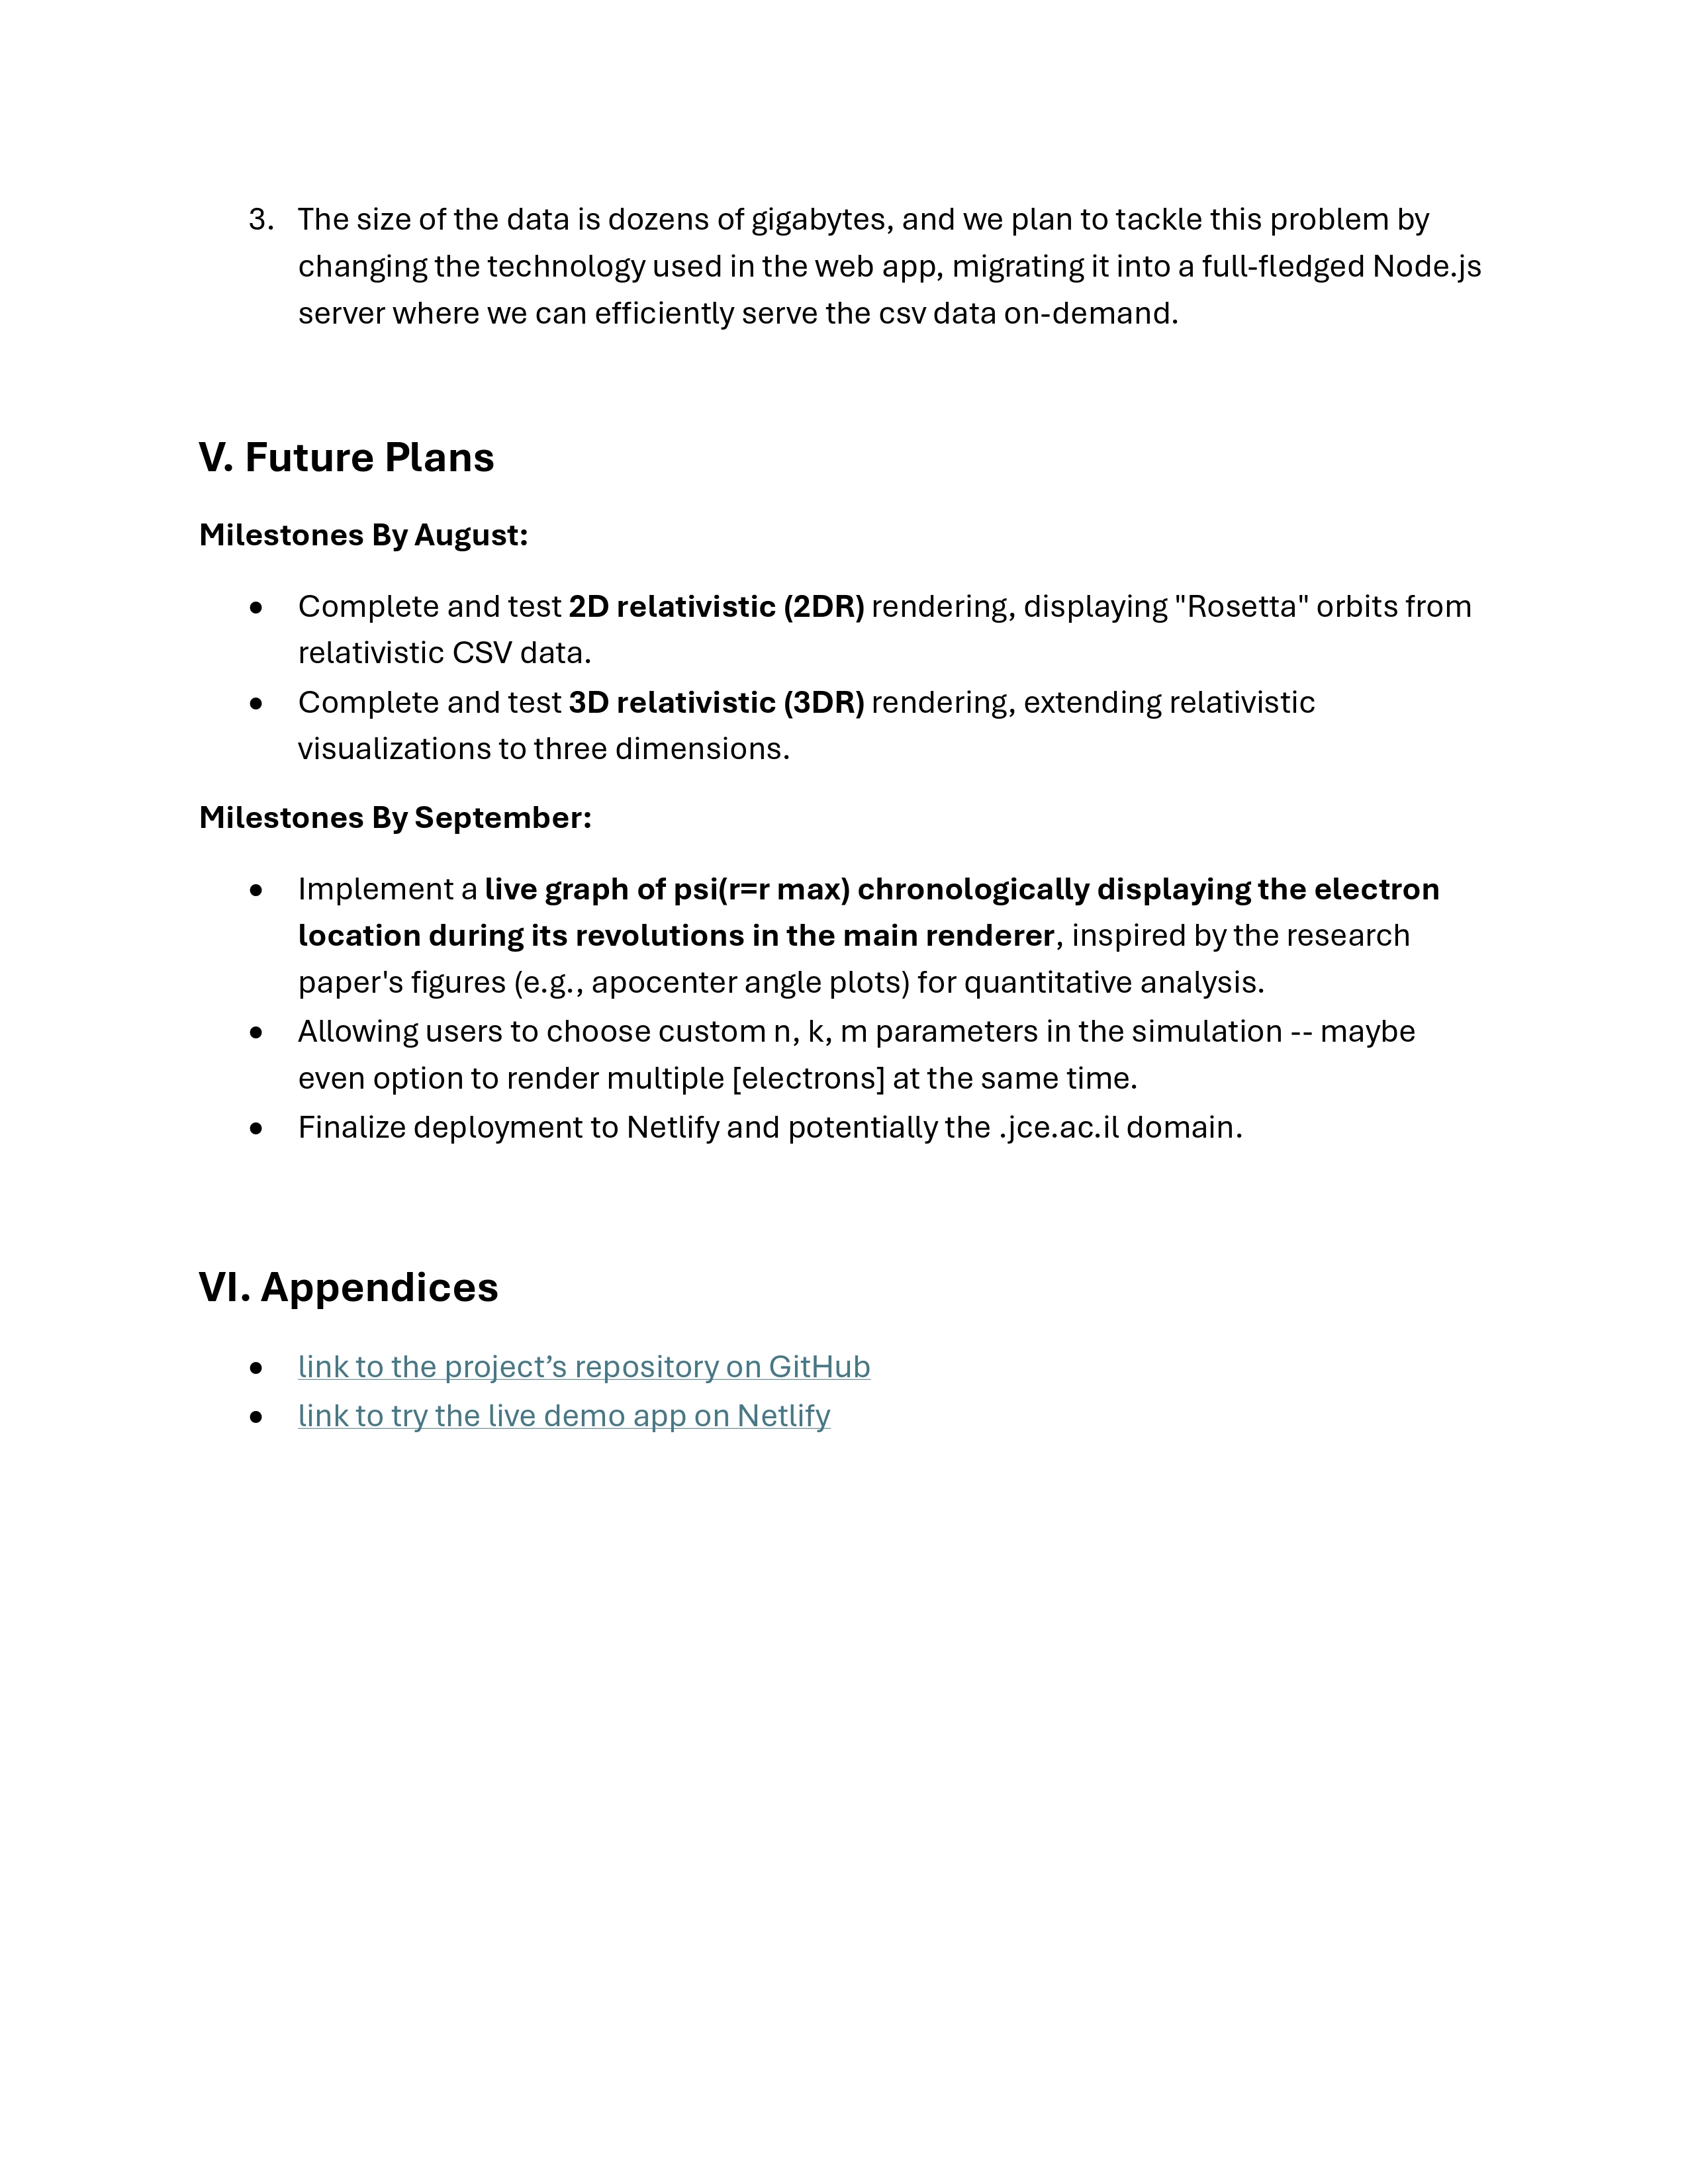 3. The size of the data is dozens of gigabytes, and we plan to tackle this problem by
changing the technology used in the web app, migrating it into a full-fledged Node.js
server where we can efficiently serve the csv data on-demand.
V. Future Plans
Milestones By August:
• Complete and test 2D relativistic (2DR) rendering, displaying "Rosetta" orbits from
relativistic CSV data.
• Complete and test 3D relativistic (3DR) rendering, extending relativistic
visualizations to three dimensions.
Milestones By September:
• Implement a live graph of psi(r=r max) chronologically displaying the electron
location during its revolutions in the main renderer, inspired by the research
paper's figures (e.g., apocenter angle plots) for quantitative analysis.
• Allowing users to choose custom n, k, m parameters in the simulation -- maybe
even option to render multiple [electrons] at the same time.
• Finalize deployment to Netlify and potentially the .jce.ac.il domain.
VI. Appendices
• link to the project’s repository on GitHub
• link to try the live demo app on Netlify